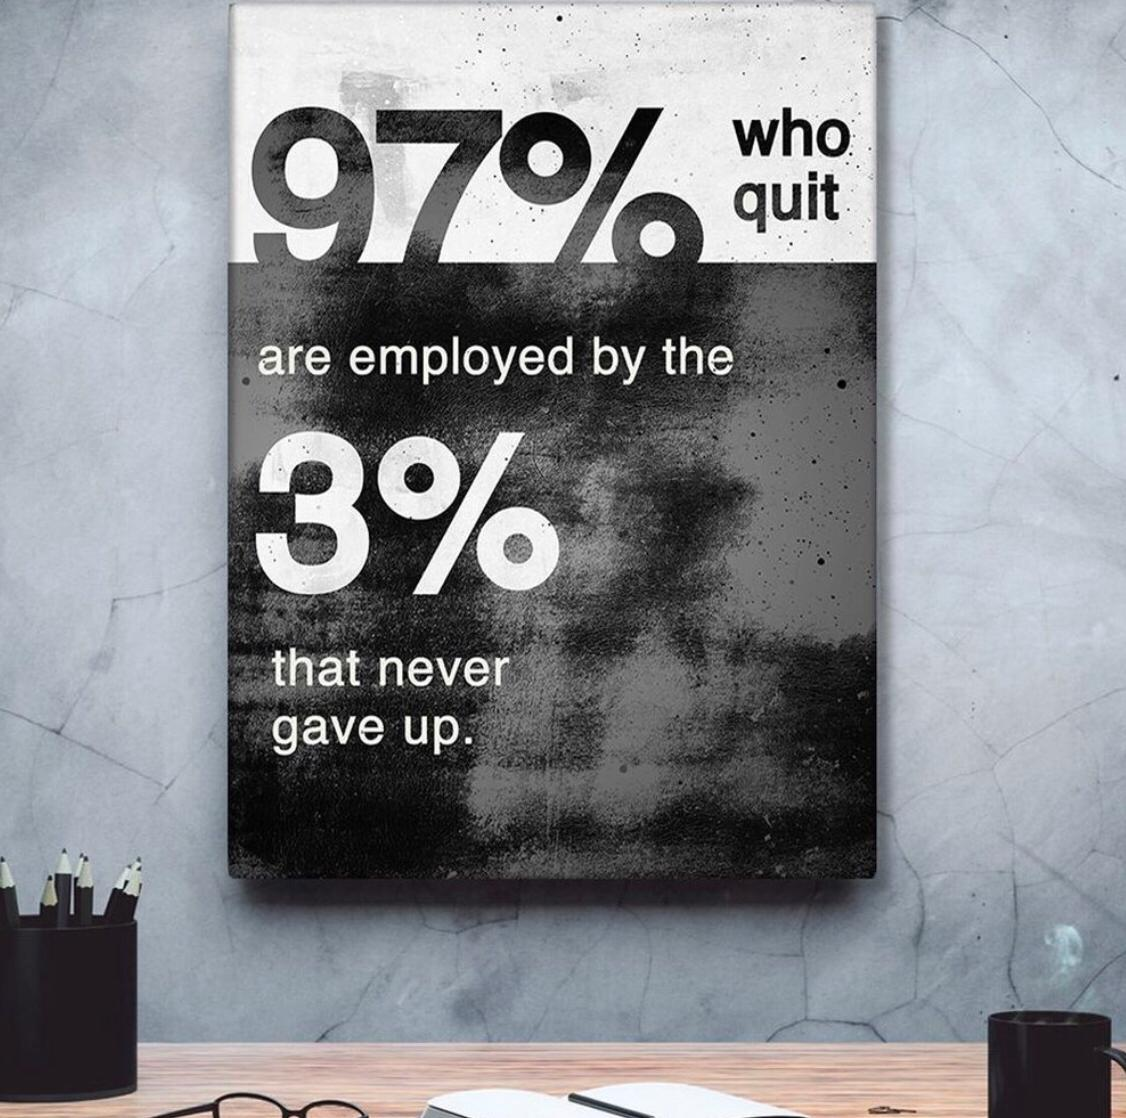 97% who
quit
are employed by the
3%
that never
gave up.